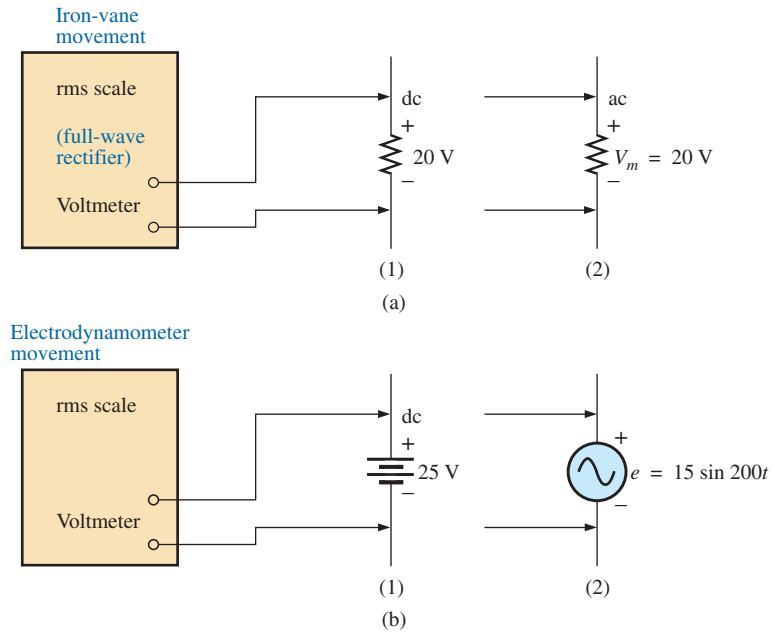 Iron-vane
movement
rms scale
(full-wave
rectifier)
Voltmeter
dc
+
20 V
–
(1)
ac
+
V_m = 20 V
–
(2)
(a)
Electrodynamometer
movement
rms scale
Voltmeter
dc
+
25 V
–
(1)
+
e = 15 sin 200t
–
(2)
(b)